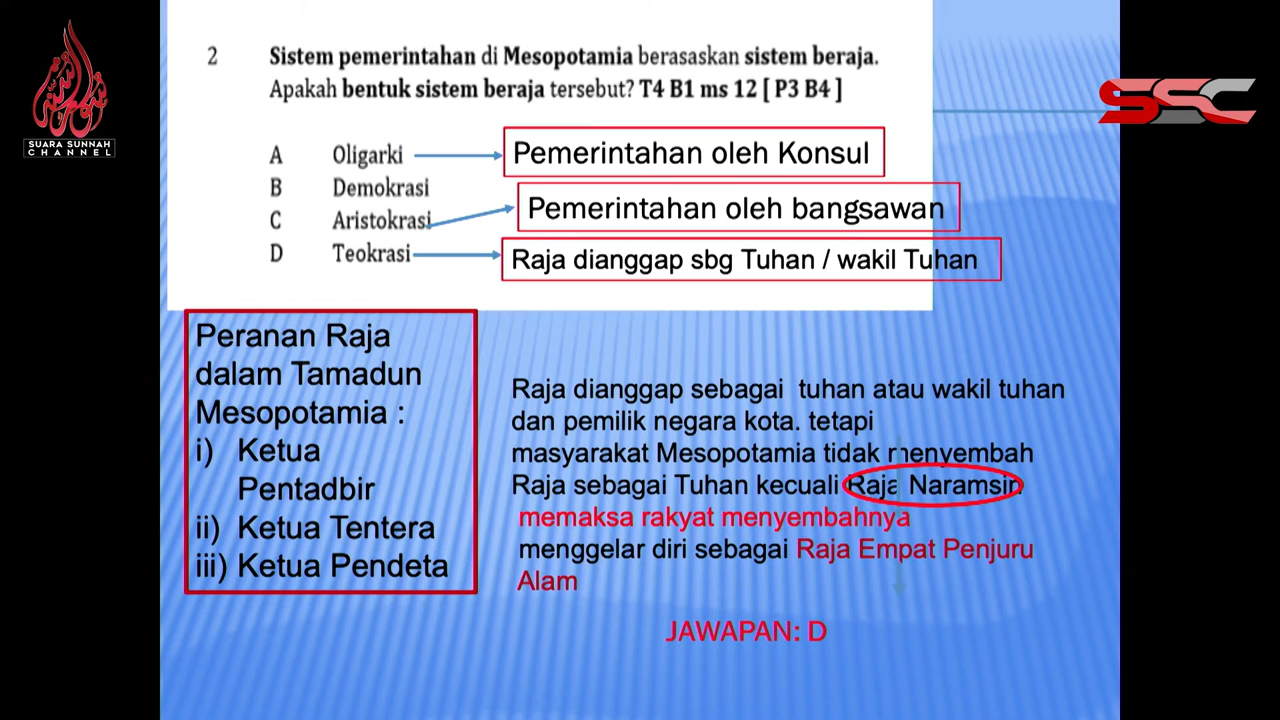 2 Sistem pemerintahan di Mesopotamia berasaskan sistem beraja.
Apakah bentuk sistem beraja tersebut? T4 B1 ms 12 [ P3 B4 ]
A Oligarki
Pemerintahan oleh Konsul
B Demokrasi
C Aristokrasi
Pemerintahan oleh bangsawan
D Teokrasi
Raja dianggap sbg Tuhan / wakil Tuhan
Peranan Raja
dalam Tamadun
Mesopotamia :
i) Ketua
Pentadbir
ii) Ketua Tentera
iii) Ketua Pendeta
Raja dianggap sebagai tuhan atau wakil tuhan
dan pemilik negara kota. tetapi
masyarakat Mesopotamia tidak menyembah
Raja sebagai Tuhan kecuali Raja Naramsin
memaksa rakyat menyembahnya
menggelar diri sebagai Raja Empat Penjuru
Alam
JAWAPAN: D
SUARA SUNNAH
CHANNEL
SSC